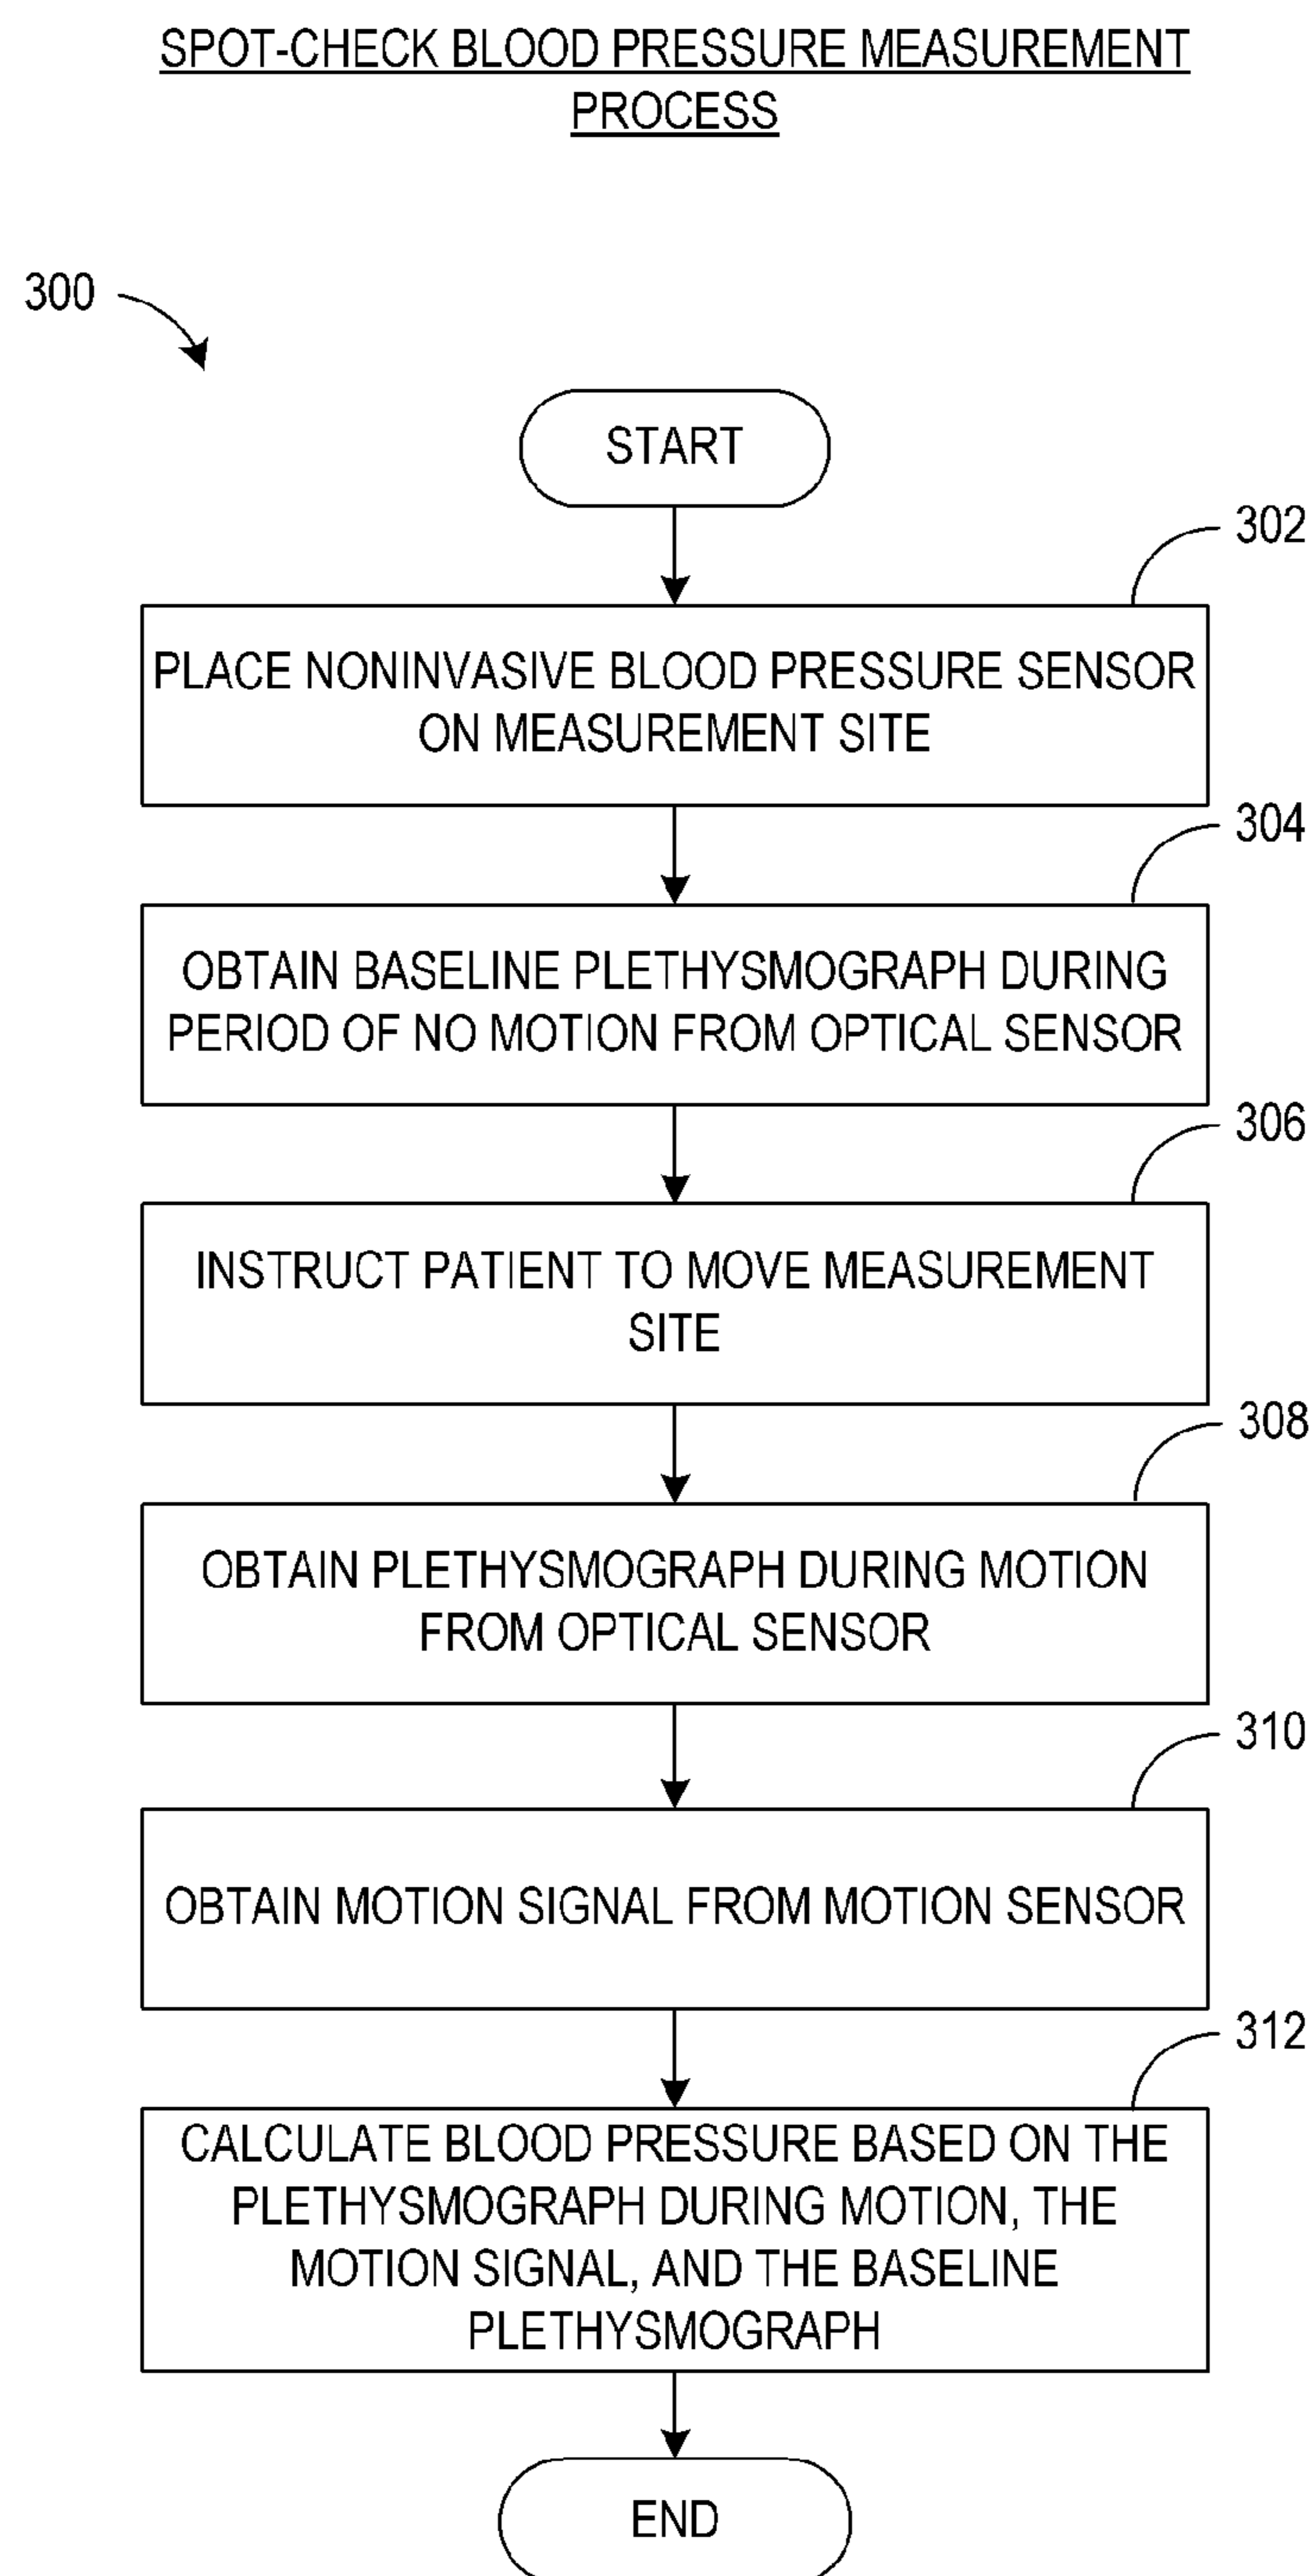 SPOT-CHECK BLOOD PRESSURE MEASUREMENT
PROCESS
300
START
302
PLACE NONINVASIVE BLOOD PRESSURE SENSOR
ON MEASUREMENT SITE
304
OBTAIN BASELINE PLETHYSMOGRAPH DURING
PERIOD OF NO MOTION FROM OPTICAL SENSOR
306
INSTRUCT PATIENT TO MOVE MEASUREMENT
SITE
308
OBTAIN PLETHYSMOGRAPH DURING MOTION
FROM OPTICAL SENSOR
310
OBTAIN MOTION SIGNAL FROM MOTION SENSOR
312
CALCULATE BLOOD PRESSURE BASED ON THE
PLETHYSMOGRAPH DURING MOTION, THE
MOTION SIGNAL, AND THE BASELINE
PLETHYSMOGRAPH
END